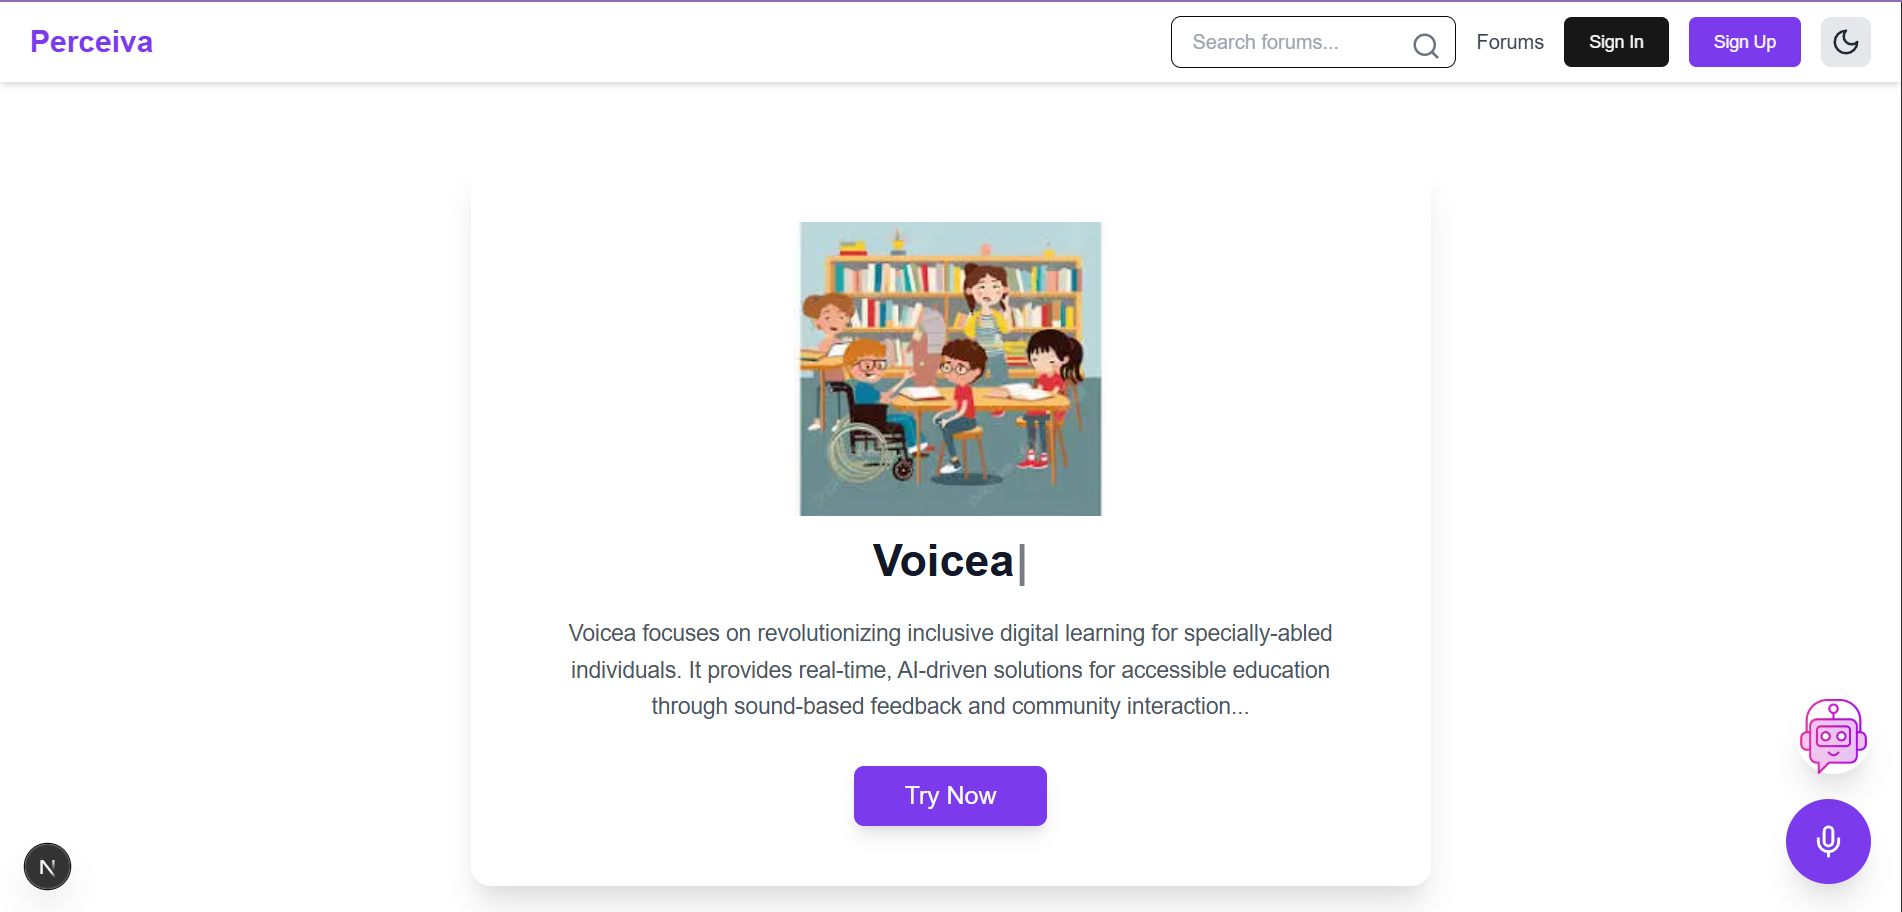 Perceiva
Search forums...
Forums
Sign In
Sign Up
Voicea
Voicea focuses on revolutionizing inclusive digital learning for specially-abled
individuals. It provides real-time, AI-driven solutions for accessible education
through sound-based feedback and community interaction...
Try Now
N